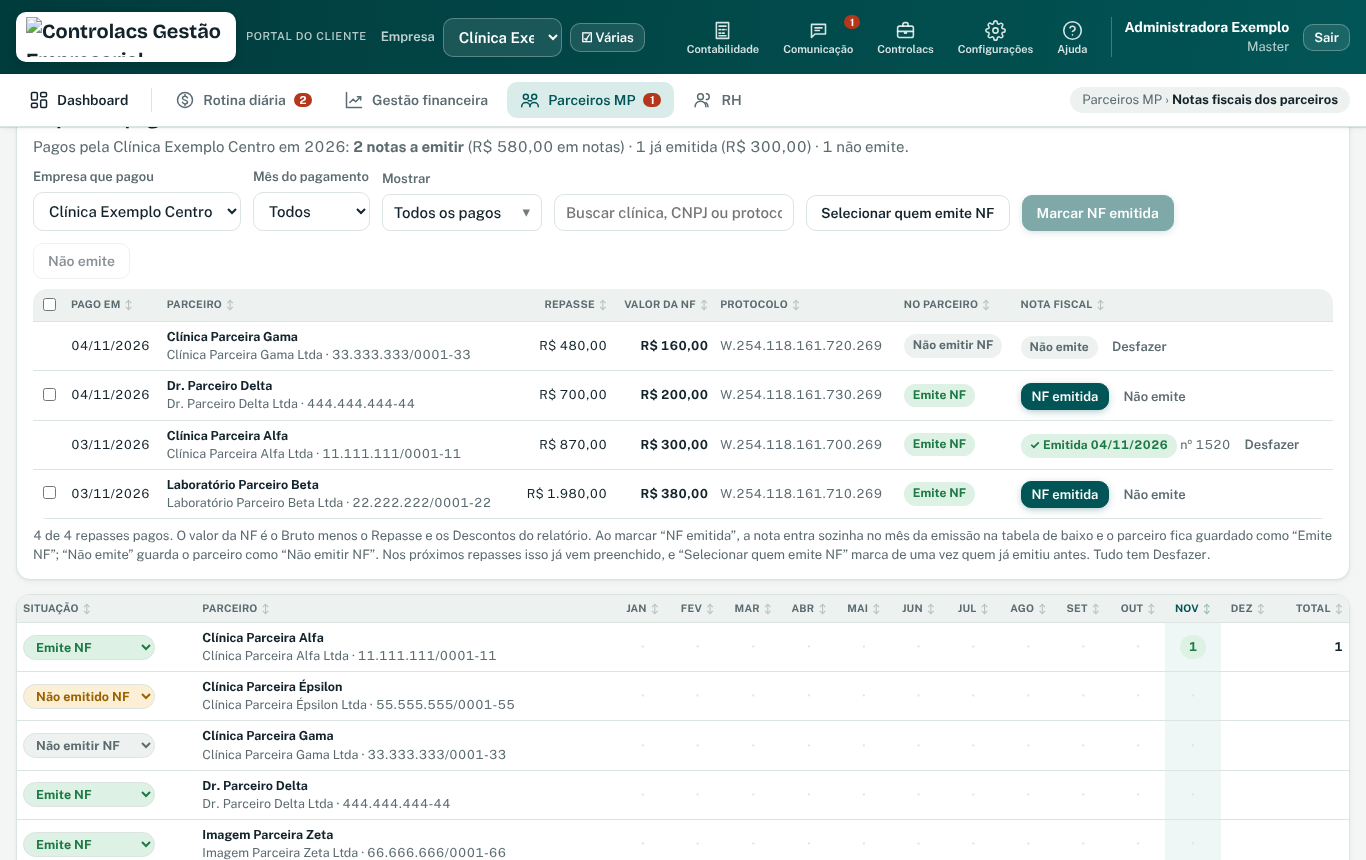 Controlacs Gestão
PORTAL DO CLIENTE
Empresa
Clínica Exe
☑ Várias
Contabilidade
Comunicação
1
Controlacs
Configurações
Ajuda
Administradora Exemplo
Master
Sair
Dashboard
Rotina diária 2
Gestão financeira
Parceiros MP 1
RH
Parceiros MP › Notas fiscais dos parceiros
Pagos pela Clínica Exemplo Centro em 2026: 2 notas a emitir (R$ 580,00 em notas) · 1 já emitida (R$ 300,00) · 1 não emite.
Empresa que pagou
Mês do pagamento
Mostrar
Clínica Exemplo Centro
Todos
Todos os pagos ▾
Buscar clínica, CNPJ ou protocc
Selecionar quem emite NF
Marcar NF emitida
Não emite
PAGO EM ↕ PARCEIRO ↕ REPASSE ↕ VALOR DA NF ↕ PROTOCOLO ↕ NO PARCEIRO ↕ NOTA FISCAL ↕
04/11/2026 Clínica Parceira Gama R$ 480,00 R$ 160,00 W.254.118.161.720.269 Não emitir NF Não emite Desfazer
Clínica Parceira Gama Ltda · 33.333.333/0001-33
04/11/2026 Dr. Parceiro Delta R$ 700,00 R$ 200,00 W.254.118.161.730.269 Emite NF NF emitida Não emite
Dr. Parceiro Delta Ltda · 444.444.444-44
03/11/2026 Clínica Parceira Alfa R$ 870,00 R$ 300,00 W.254.118.161.700.269 Emite NF ✓ Emitida 04/11/2026 nº 1520 Desfazer
Clínica Parceira Alfa Ltda · 11.111.111/0001-11
03/11/2026 Laboratório Parceiro Beta R$ 1.980,00 R$ 380,00 W.254.118.161.710.269 Emite NF NF emitida Não emite
Laboratório Parceiro Beta Ltda · 22.222.222/0001-22
4 de 4 repasses pagos. O valor da NF é o Bruto menos o Repasse e os Descontos do relatório. Ao marcar “NF emitida”, a nota entra sozinha no mês da emissão na tabela de baixo e o parceiro fica guardado como “Emite
NF”; “Não emite” guarda o parceiro como “Não emitir NF”. Nos próximos repasses isso já vem preenchido, e “Selecionar quem emite NF” marca de uma vez quem já emitiu antes. Tudo tem Desfazer.
SITUAÇÃO ↕ PARCEIRO ↕ JAN ↕ FEV ↕ MAR ↕ ABR ↕ MAI ↕ JUN ↕ JUL ↕ AGO ↕ SET ↕ OUT ↕ NOV ↕ DEZ ↕ TOTAL ↕
Emite NF Clínica Parceira Alfa · · · · · · · · · · 1 1
Clínica Parceira Alfa Ltda · 11.111.111/0001-11
Não emitido NF Clínica Parceira Épsilon · · · · · · · · · · ·
Clínica Parceira Épsilon Ltda · 55.555.555/0001-55
Não emitir NF Clínica Parceira Gama · · · · · · · · · · ·
Clínica Parceira Gama Ltda · 33.333.333/0001-33
Emite NF Dr. Parceiro Delta · · · · · · · · · · ·
Dr. Parceiro Delta Ltda · 444.444.444-44
Emite NF Imagem Parceira Zeta · · · · · · · · · · ·
Imagem Parceira Zeta Ltda · 66.666.666/0001-66